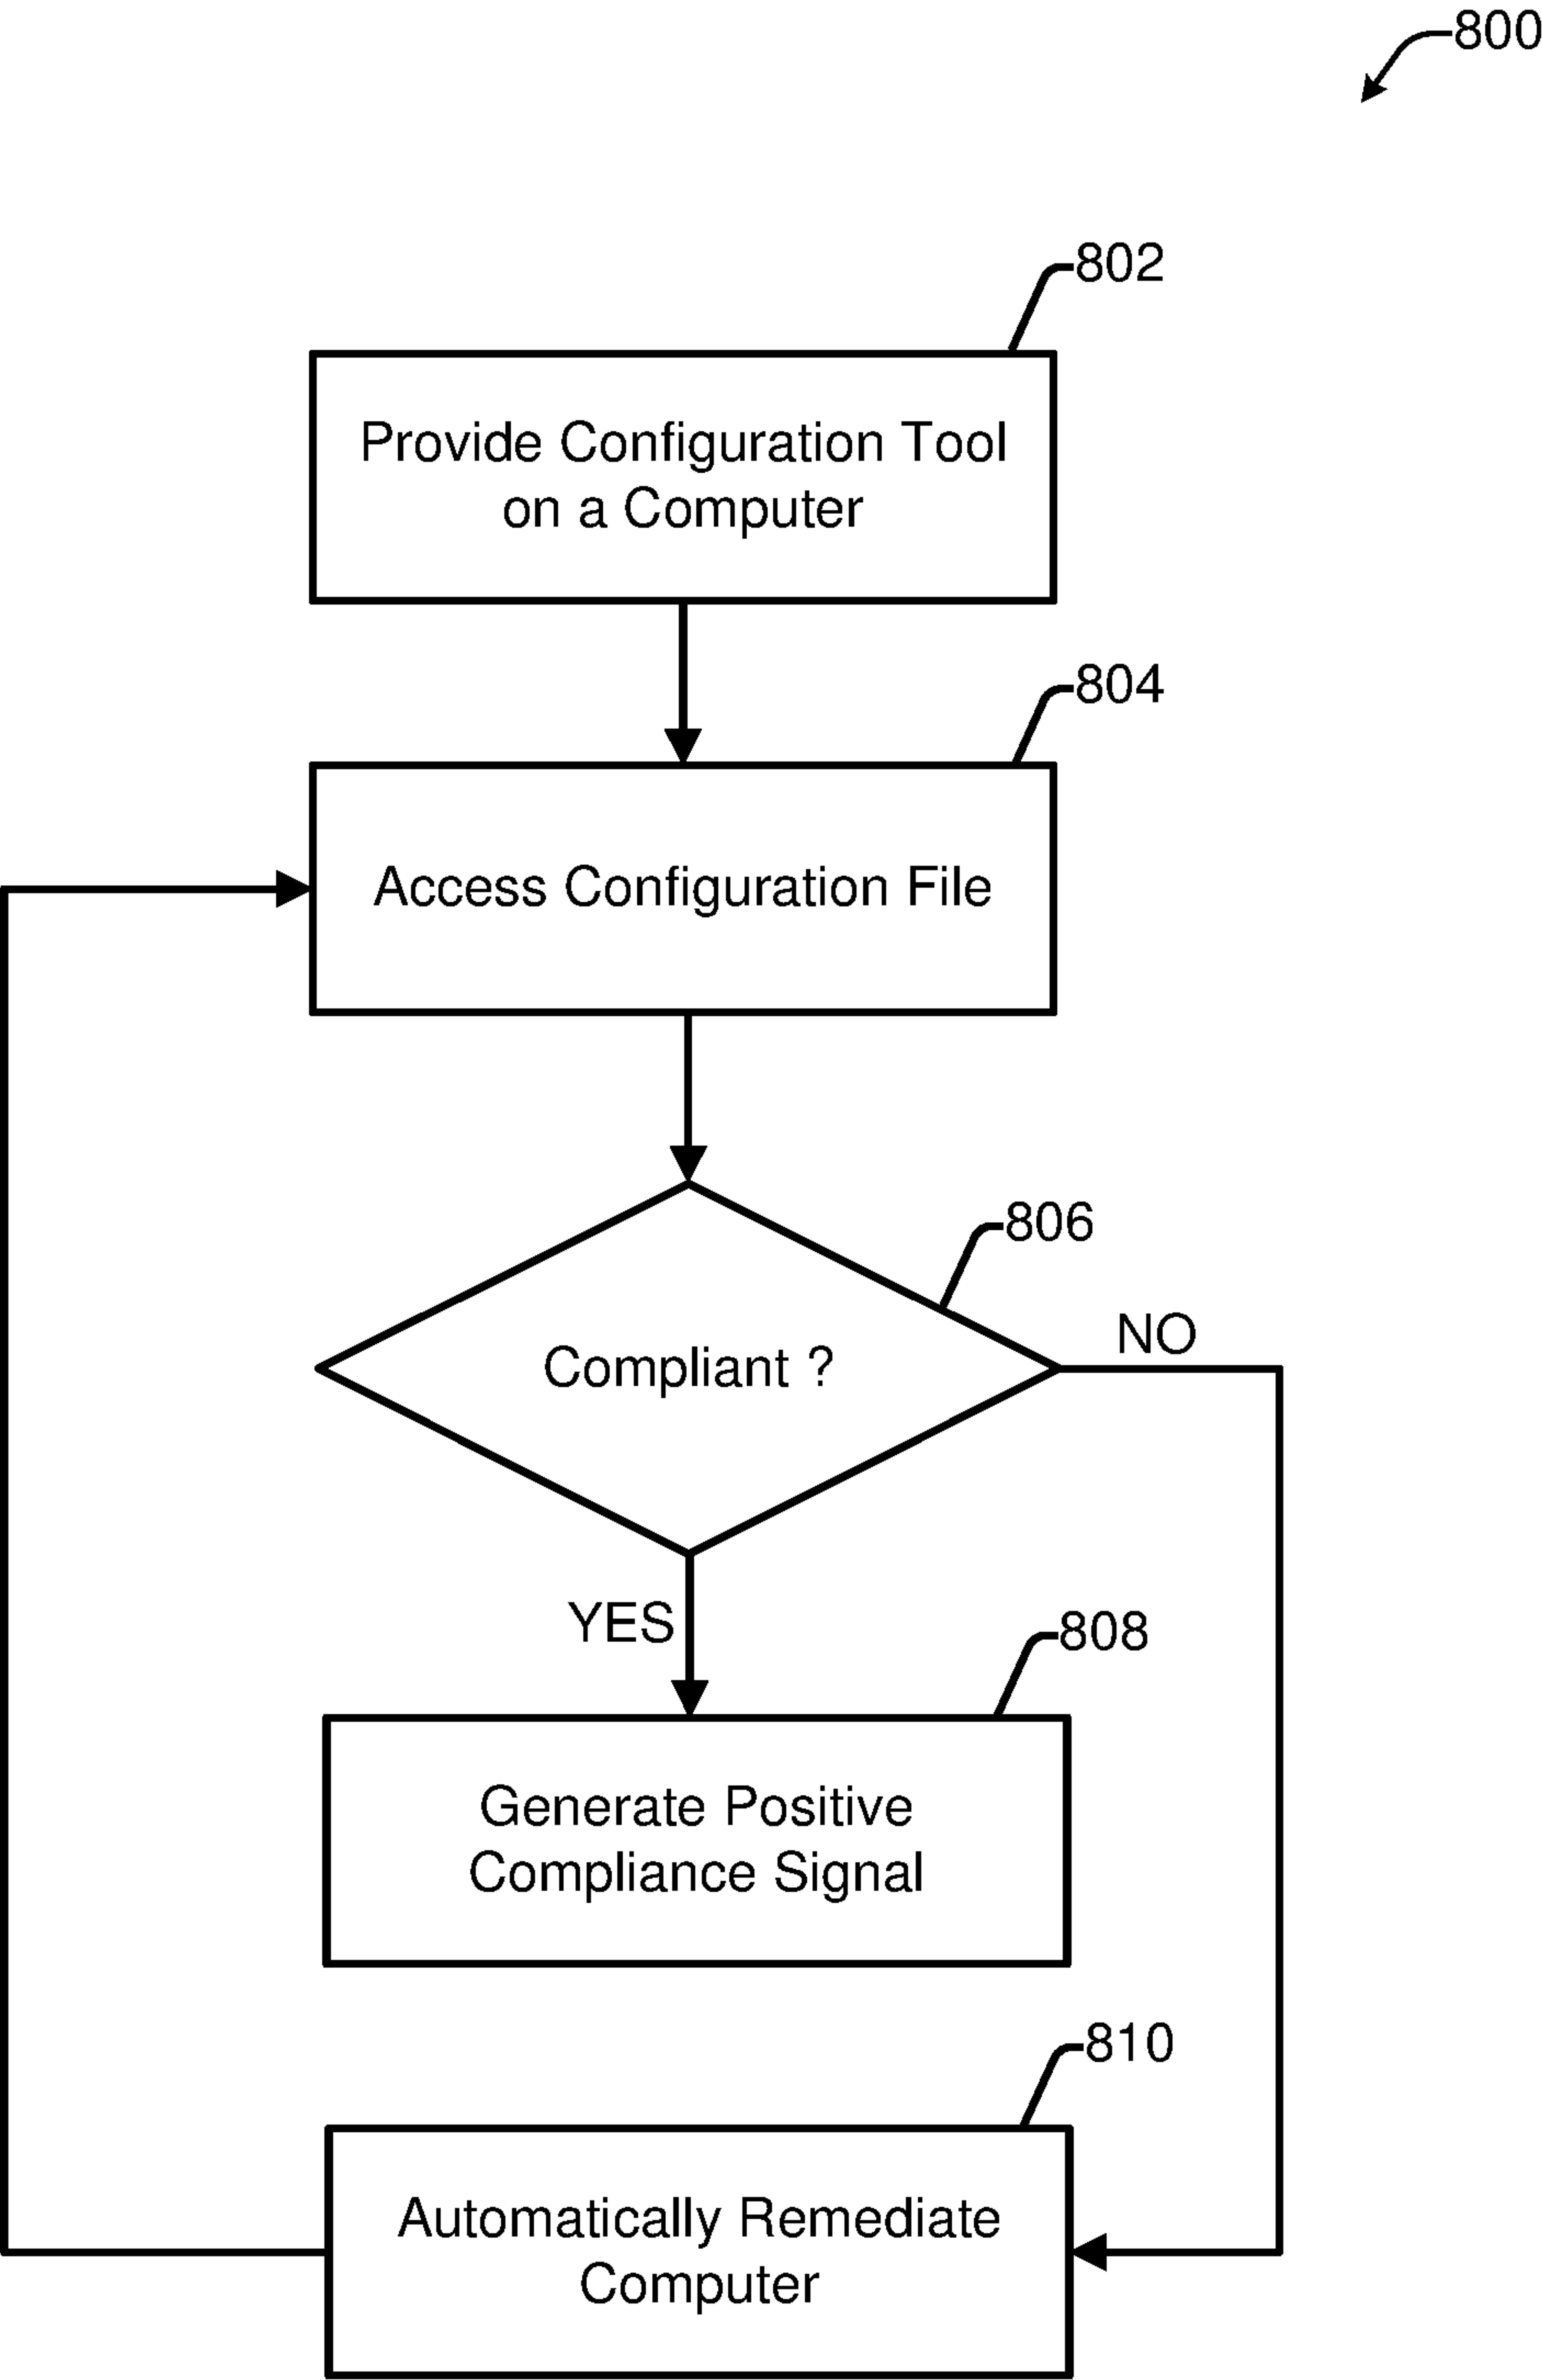 800
802
Provide Configuration Tool
on a Computer
804
Access Configuration File
806
Compliant ?
NO
YES
808
Generate Positive
Compliance Signal
810
Automatically Remediate
Computer